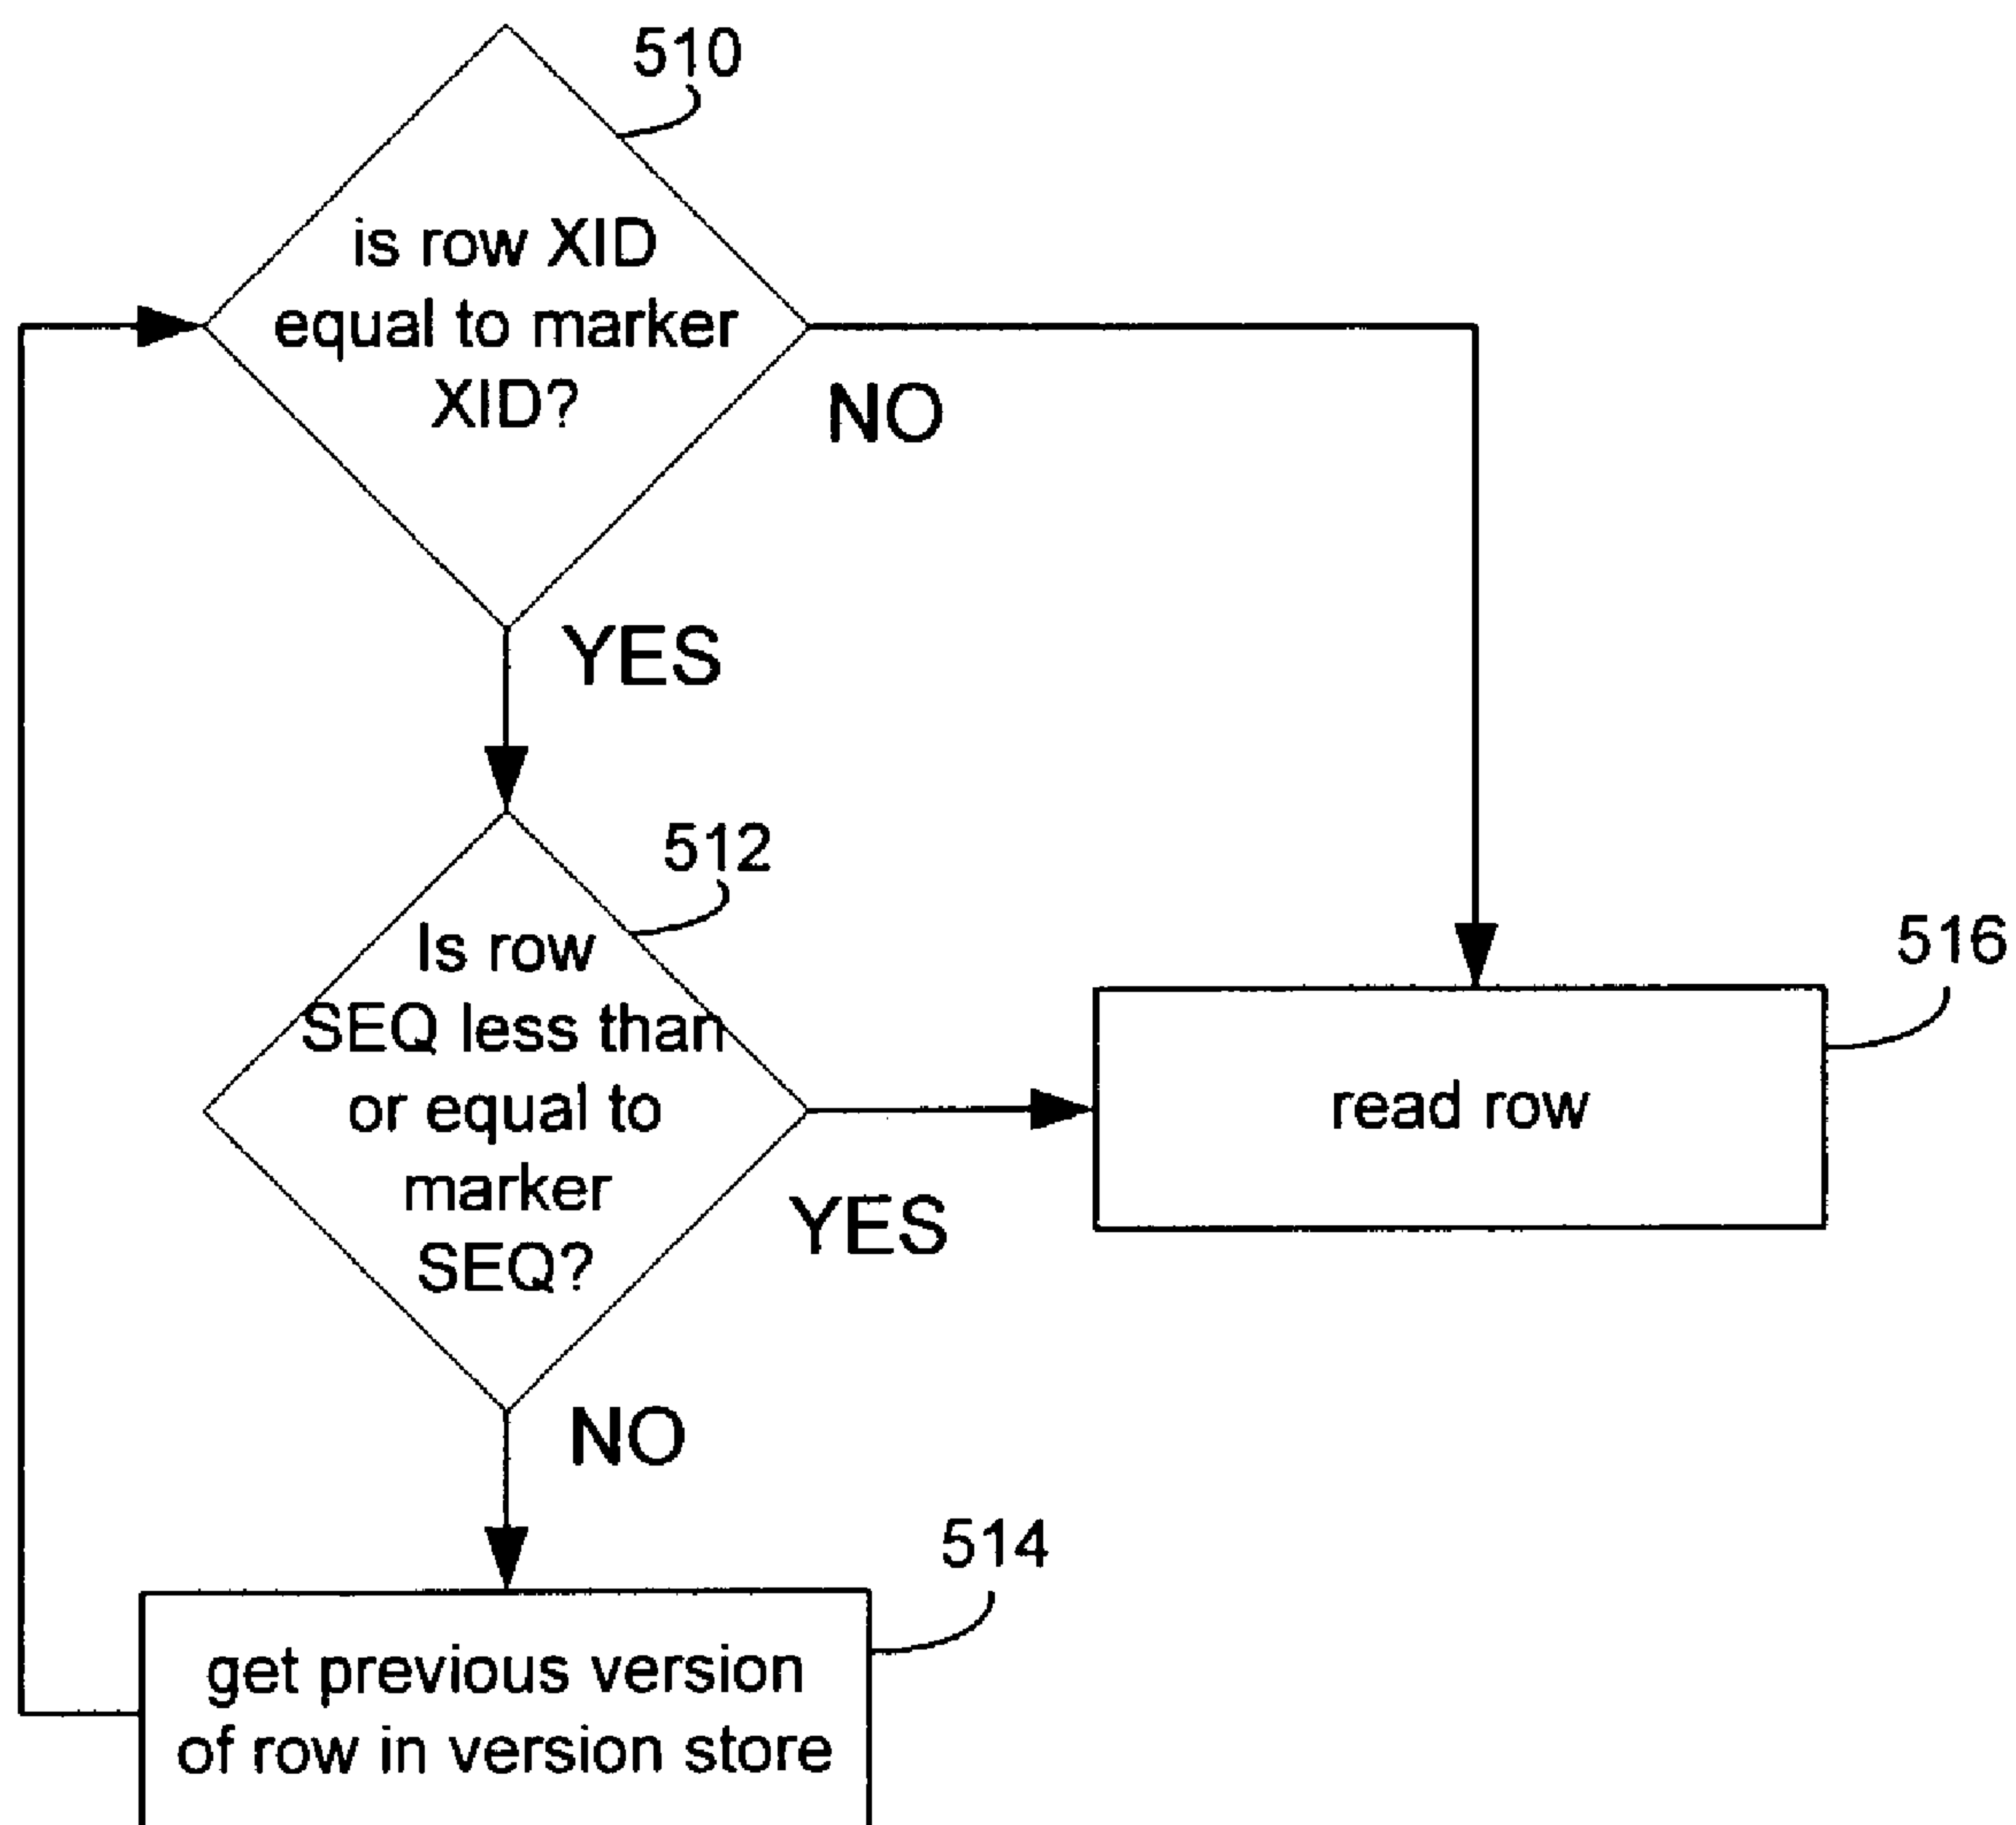 510
is row XID
equal to marker
XID?
NO
YES
512
Is row
SEQ less than
or equal to
marker
SEQ?
YES
516
read row
NO
514
get previous version
of row in version store